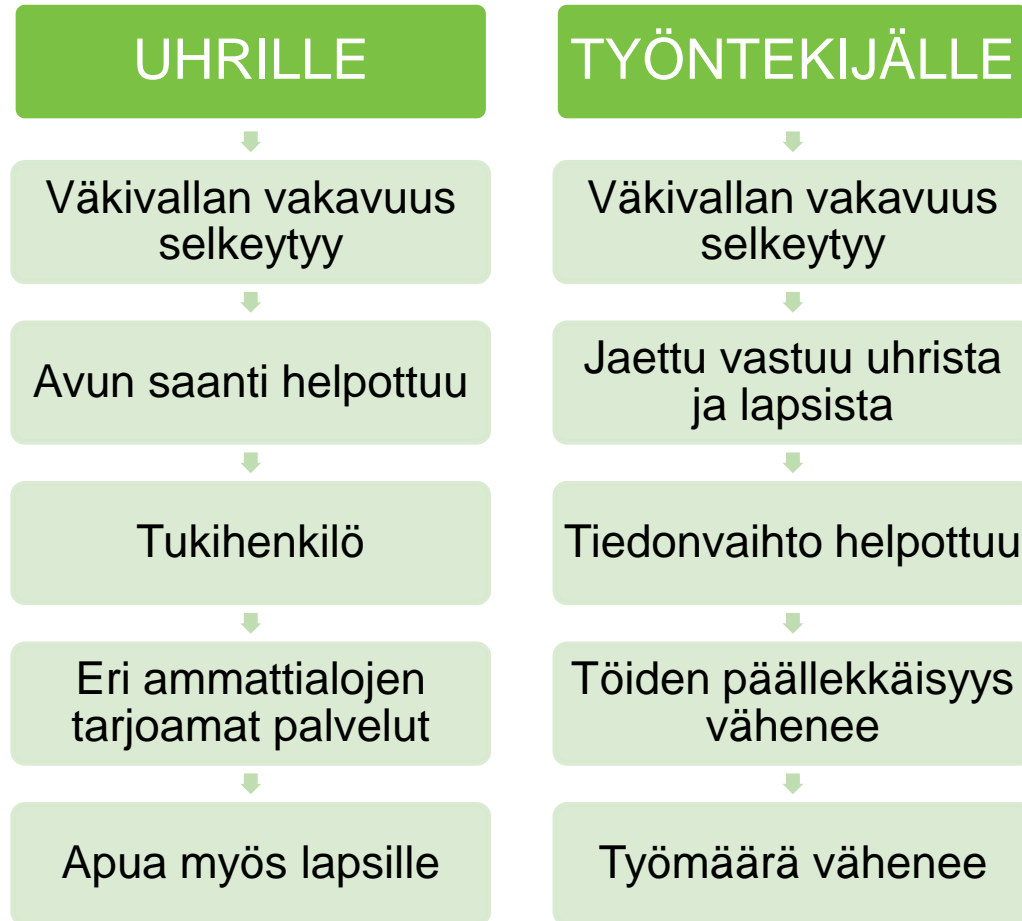 UHRILLE
Väkivallan vakavuus
selkeytyy
Avun saanti helpottuu
Tukihenkilö
Eri ammattialojen
tarjoamat palvelut
Apua myös lapsille
TYÖNTEKIJÄLLE
Väkivallan vakavuus
selkeytyy
Jaettu vastuu uhrista
ja lapsista
Tiedonvaihto helpottuu
Töiden päällekkäisyys
vähenee
Työmäärä vähenee